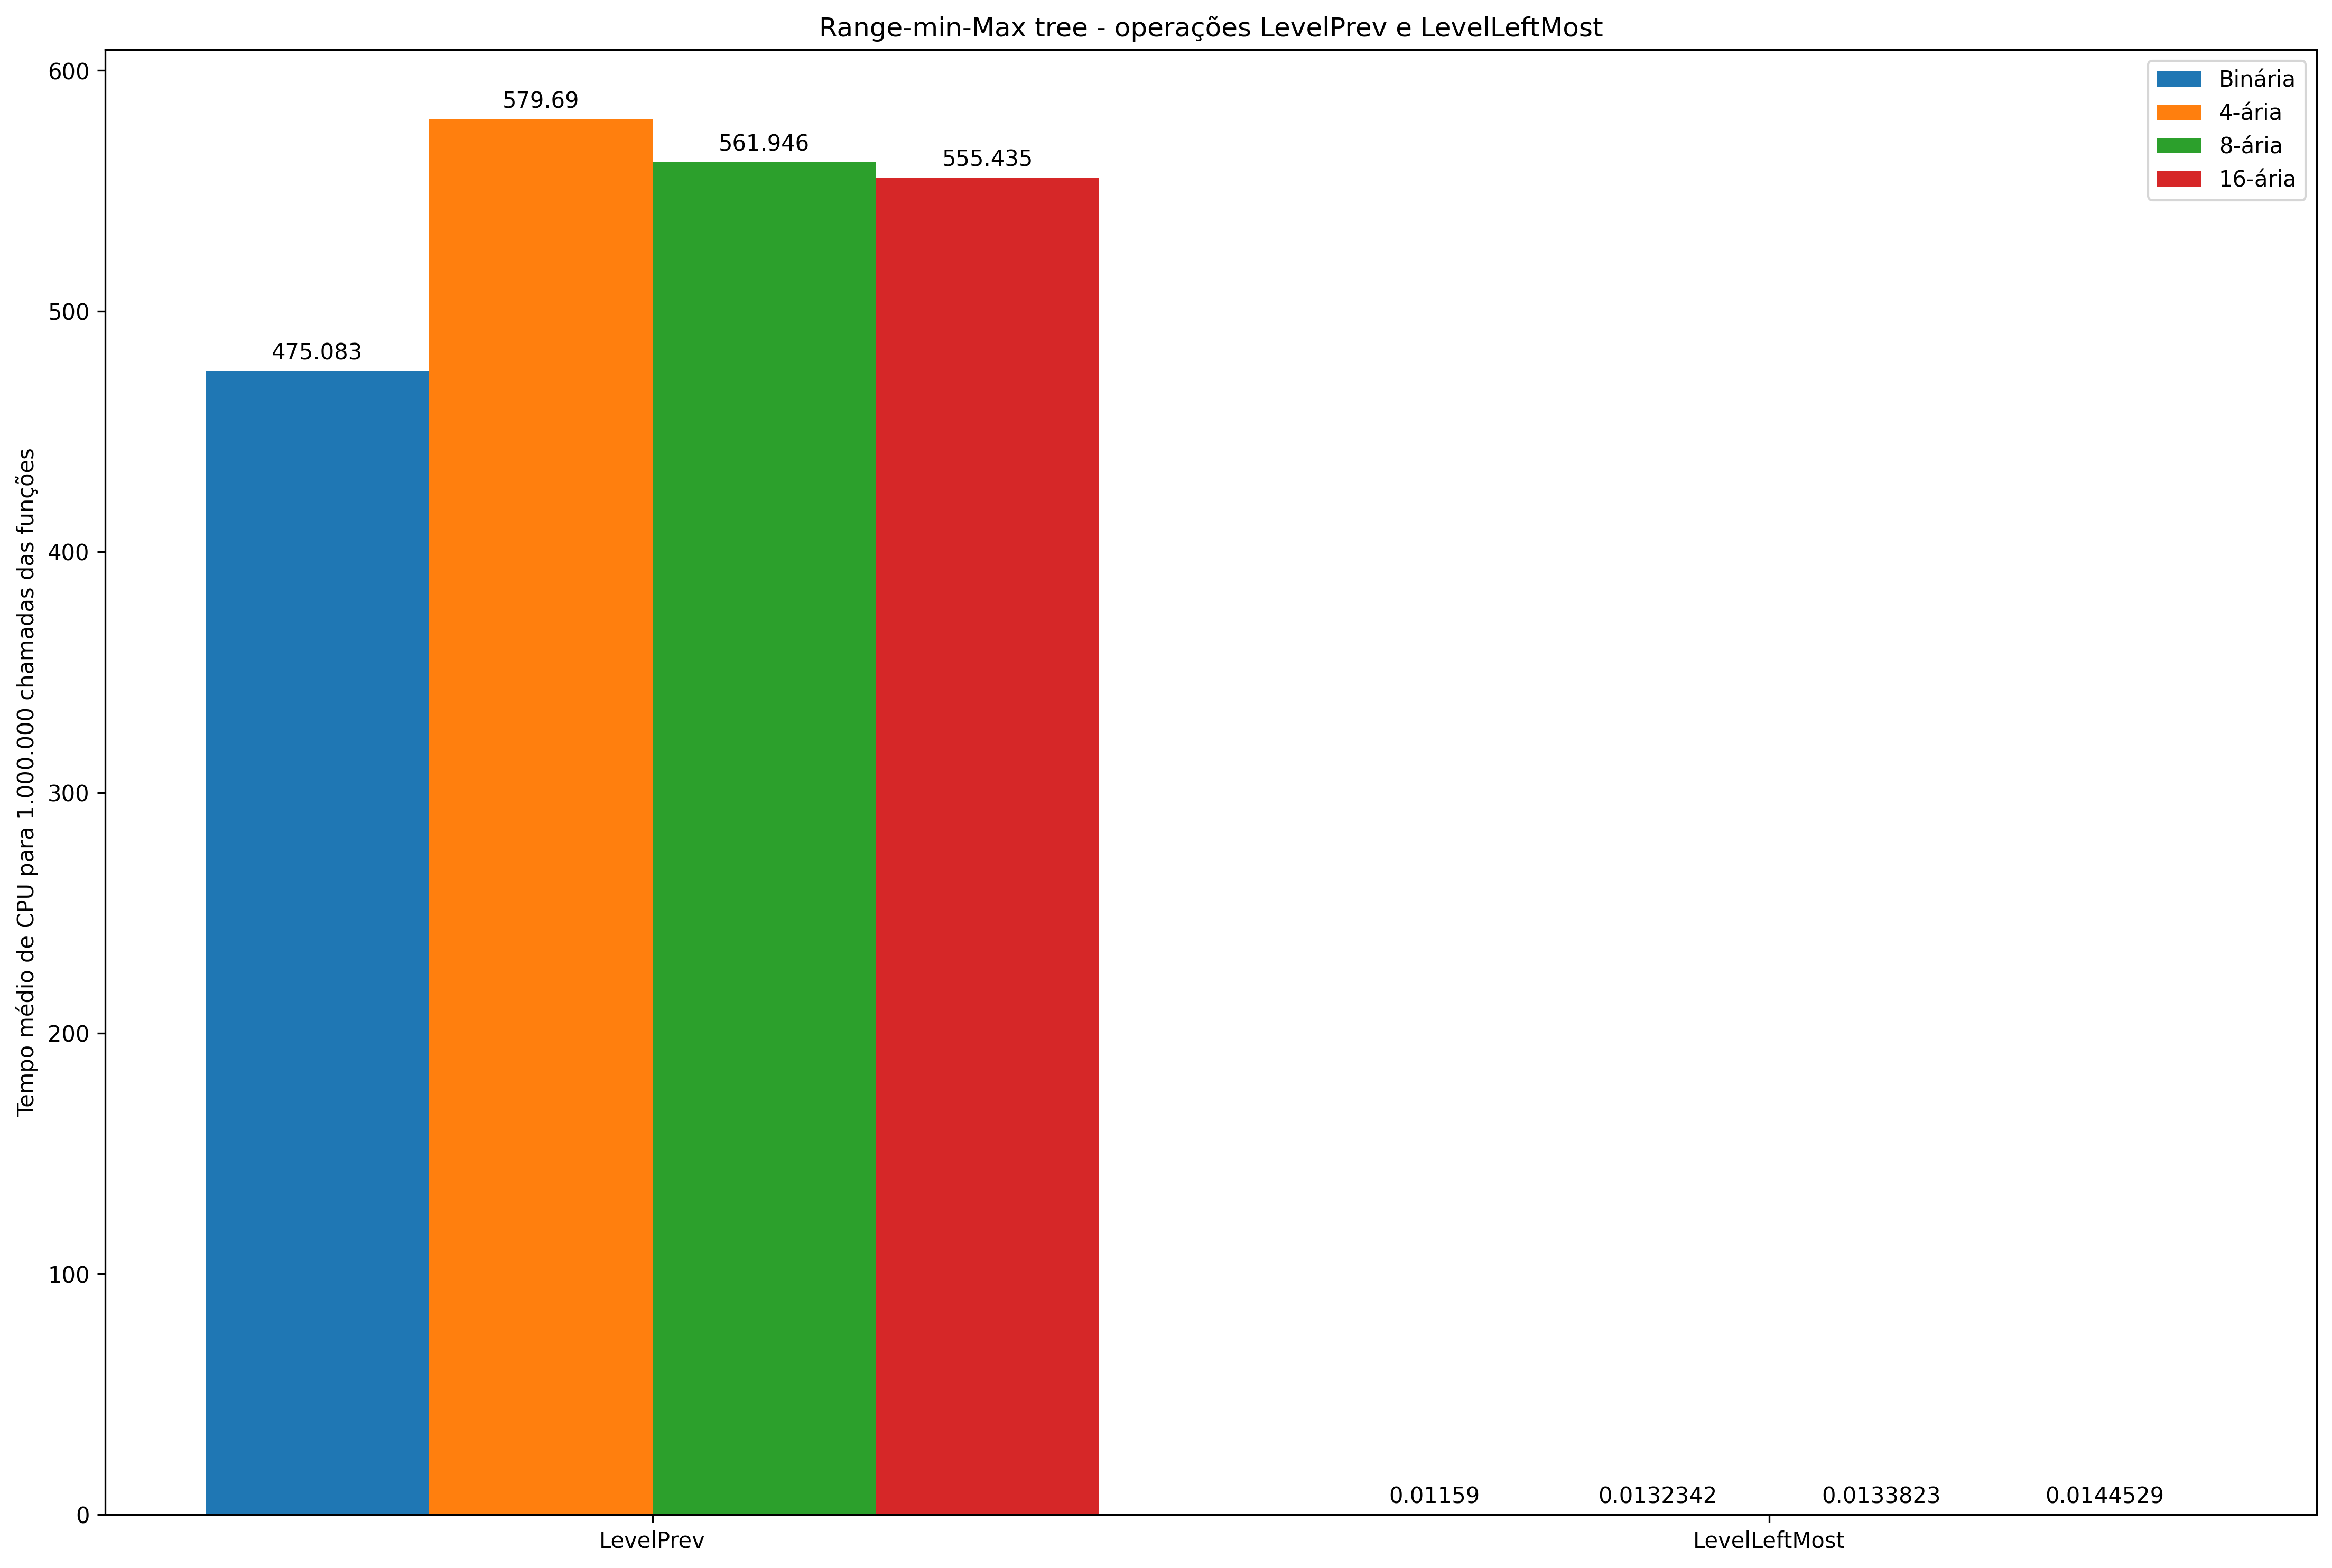 Range-min-Max tree - operações LevelPrev e LevelLeftMost
Tempo médio de CPU para 1.000.000 chamadas das funções
600
500
400
300
200
100
0
475.083
579.69
561.946
555.435
0.01159
0.0132342
0.0133823
0.0144529
LevelPrev
LevelLeftMost
Binária
4-ária
8-ária
16-ária